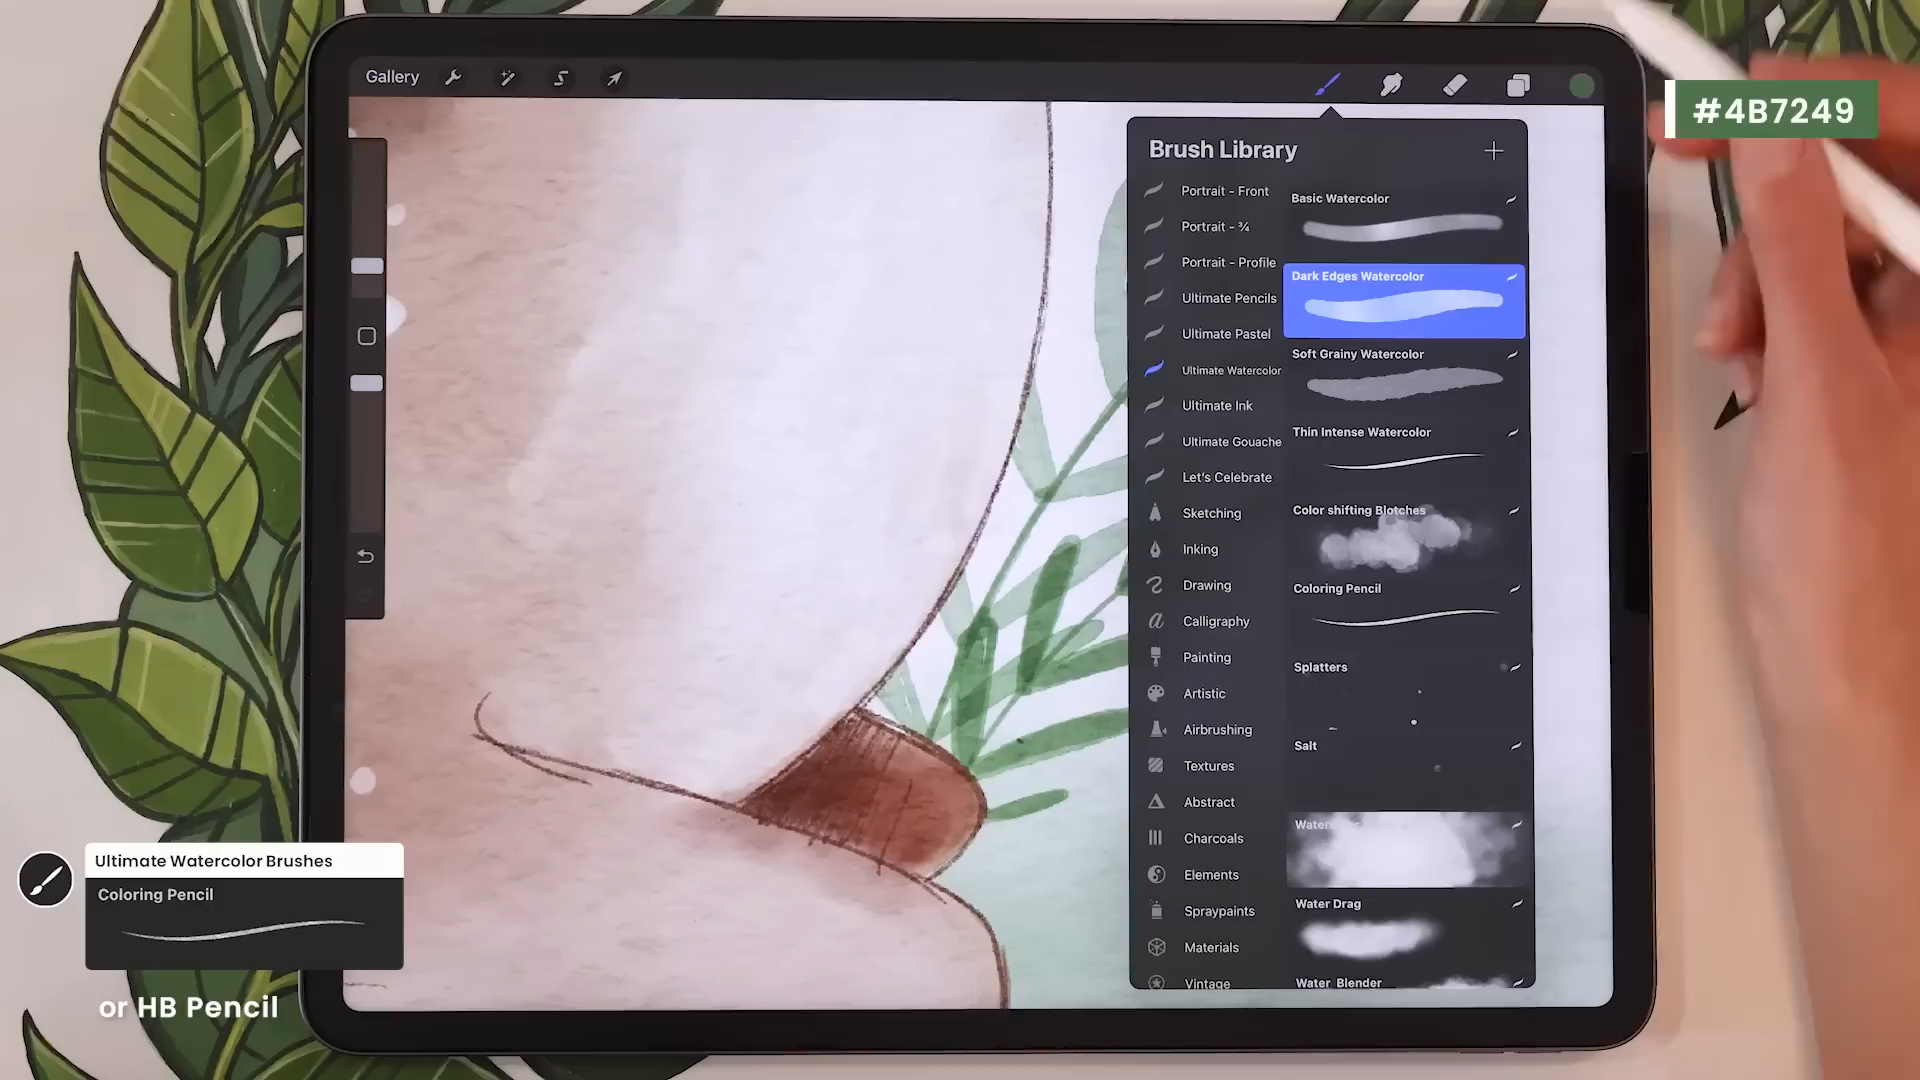 Gallery
#4B7249
Brush Library
Portrait - Front
Portrait - ¾
Portrait - Profile
Ultimate Pencils
Ultimate Pastel
Ultimate Watercolor
Ultimate Ink
Ultimate Gouache
Let's Celebrate
Sketching
Inking
Drawing
Calligraphy
Painting
Artistic
Airbrushing
Textures
Abstract
Charcoals
Elements
Spraypaints
Materials
Vintage
Basic Watercolor
Dark Edges Watercolor
Soft Grainy Watercolor
Thin Intense Watercolor
Color shifting Blotches
Coloring Pencil
Splatters
Salt
Water Drag
Water Blender
Ultimate Watercolor Brushes
Coloring Pencil
or HB Pencil